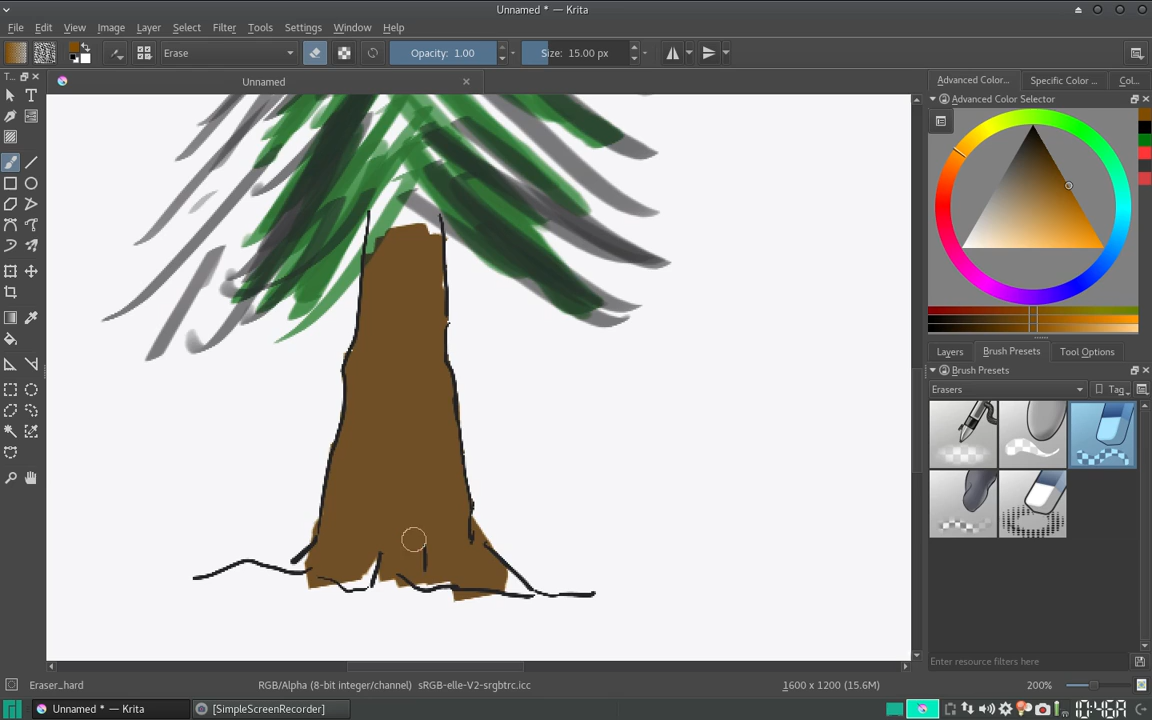 Unnamed * — Krita
File Edit View Image Layer Select Filter Tools Settings Window Help
Erase Opacity: 1.00 Size: 15.00 px
T... Unnamed Advanced Color... Specific Color ... Col...
Advanced Color Selector
Layers Brush Presets Tool Options
Brush Presets
Erasers Tag
Enter resource filters here
Eraser_hard RGB/Alpha (8-bit integer/channel) sRGB-elle-V2-srgbtrc.icc 1600 x 1200 (15.6M) 200%
Unnamed * — Krita [SimpleScreenRecorder]